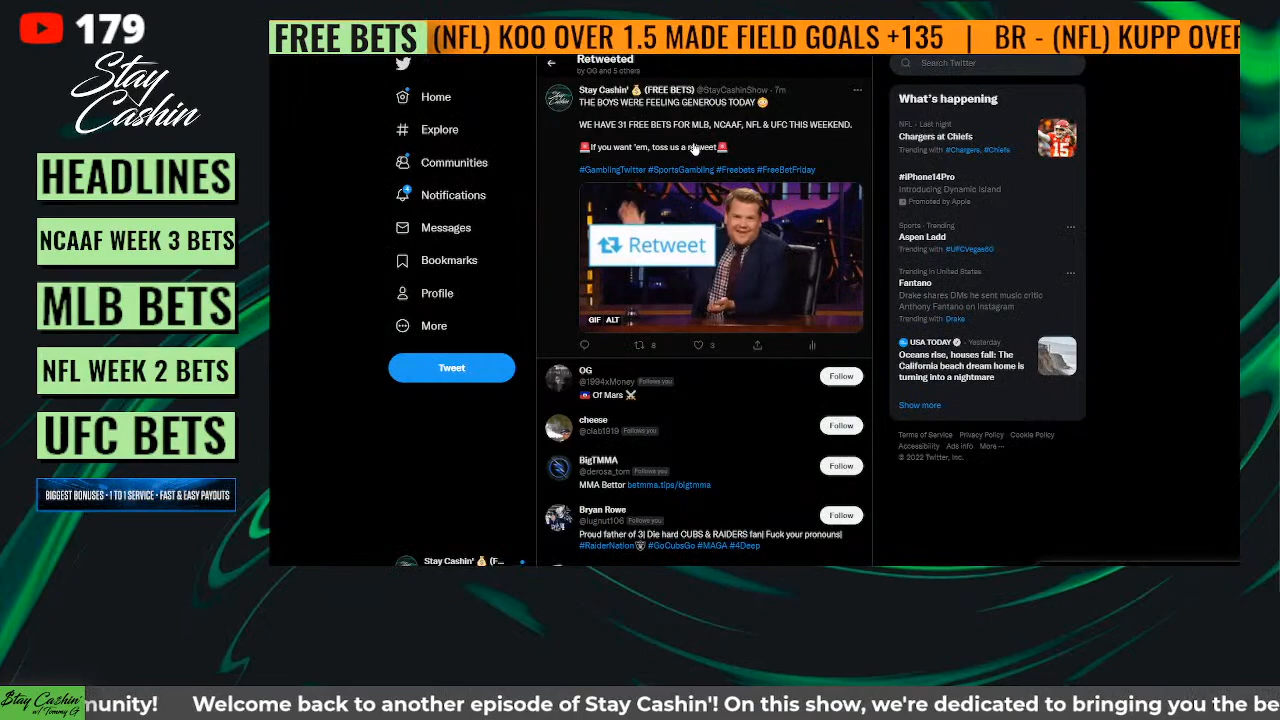 179
Stay
Cashin
HEADLINES
NCAAF WEEK 3 BETS
MLB BETS
NFL WEEK 2 BETS
UFC BETS
BIGGEST BONUSES • 1 TO 1 SERVICE • FAST & EASY PAYOUTS
FREE BETS (NFL) KOO OVER 1.5 MADE FIELD GOALS +135 | BR - (NFL) KUPP OVER
Home
Explore
Communities
4
Notifications
Messages
Bookmarks
Profile
More
Tweet
Stay Cashin' 💰 (F...
Retweeted
by OG and 5 others
Stay Cashin' 💰 (FREE BETS) @StayCashinShow · 7m
THE BOYS WERE FEELING GENEROUS TODAY 😳
WE HAVE 31 FREE BETS FOR MLB, NCAAF, NFL & UFC THIS WEEKEND.
🚨If you want 'em, toss us a retweet🚨
#GamblingTwitter #SportsGambling #Freebets #FreeBetFriday
Retweet
GIF ALT
8 3
OG
@1994xMoney Follows you
🇭🇹 Of Mars ⚔️
Follow
cheese
@clab1919 Follows you
Follow
BigTMMA
@derosa_tom Follows you
MMA Bettor betmma.tips/bigtmma
Follow
Bryan Rowe
@lugnut106 Follows you
Proud father of 3| Die hard CUBS & RAIDERS fan| Fuck your pronouns|
#RaiderNation #GoCubsGo #MAGA #4Deep
Follow
Search Twitter
What's happening
NFL · Last night
Chargers at Chiefs
Trending with #Chargers, #Chiefs
#iPhone14Pro
Introducing Dynamic Island
Promoted by Apple
Sports · Trending
Aspen Ladd
Trending with #UFCVegas60
Trending in United States
Fantano
Drake shares DMs he sent music critic
Anthony Fantano on Instagram
Trending with Drake
USA TODAY · Yesterday
Oceans rise, houses fall: The
California beach dream home is
turning into a nightmare
Show more
Terms of Service Privacy Policy Cookie Policy
Accessibility Ads info More ···
© 2022 Twitter, Inc.
Stay Cashin'
w/ Tommy G
munity! Welcome back to another episode of Stay Cashin'! On this show, we're dedicated to bringing you the be